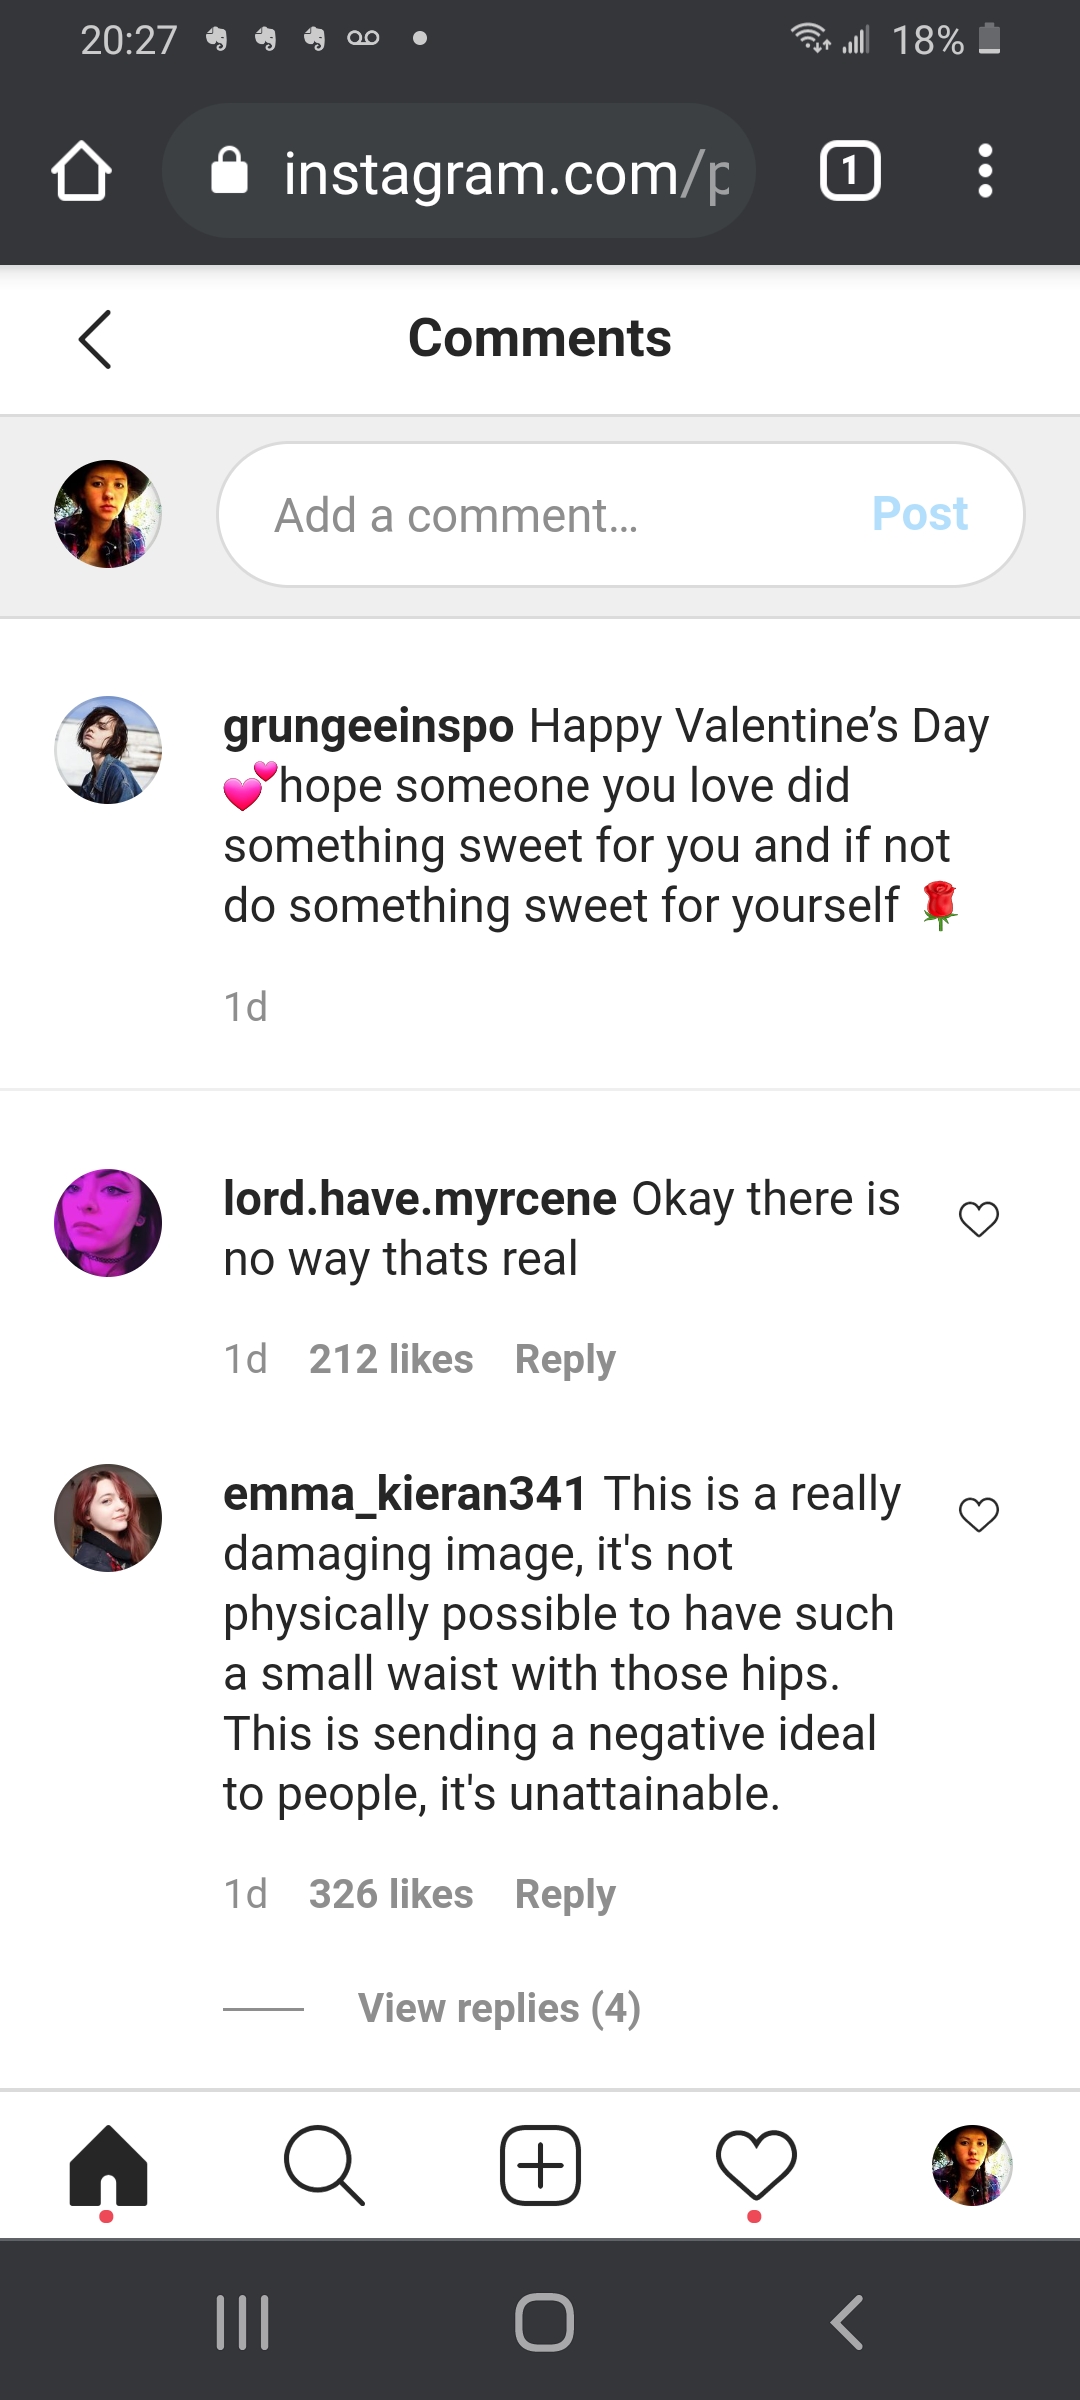 20:27
18%
instagram.com/p
1
Comments
Add a comment... Post
grungeeinspo Happy Valentine’s Day
💕hope someone you love did
something sweet for you and if not
do something sweet for yourself 🌹
1d
lord.have.myrcene Okay there is
no way thats real
1d 212 likes Reply
emma_kieran341 This is a really
damaging image, it's not
physically possible to have such
a small waist with those hips.
This is sending a negative ideal
to people, it's unattainable.
1d 326 likes Reply
View replies (4)